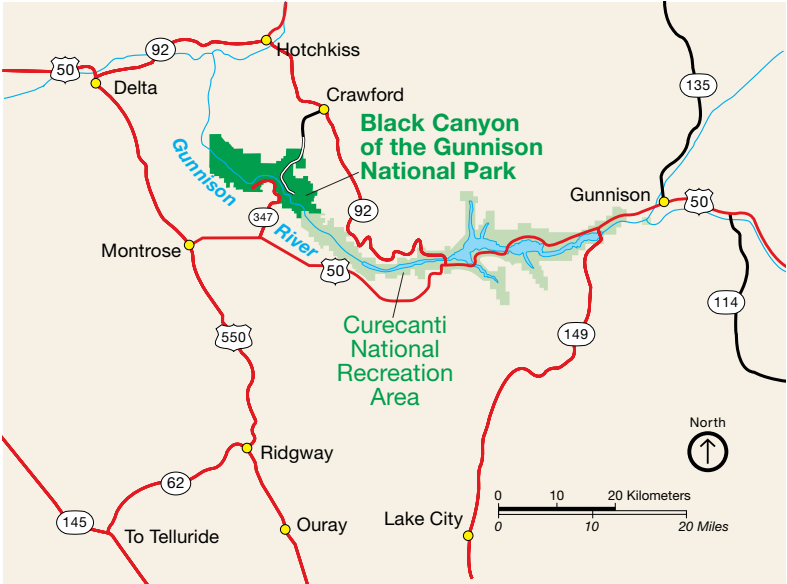 92
50
Hotchkiss
Delta
135
Crawford
Black Canyon
of the Gunnison
National Park
Gunnison
River
Gunnison
50
347
92
Montrose
50
114
Curecanti
National
Recreation
Area
550
149
North
Ridgway
62
0 10 20 Kilometers
0 10 20 Miles
145
To Telluride
Ouray
Lake City